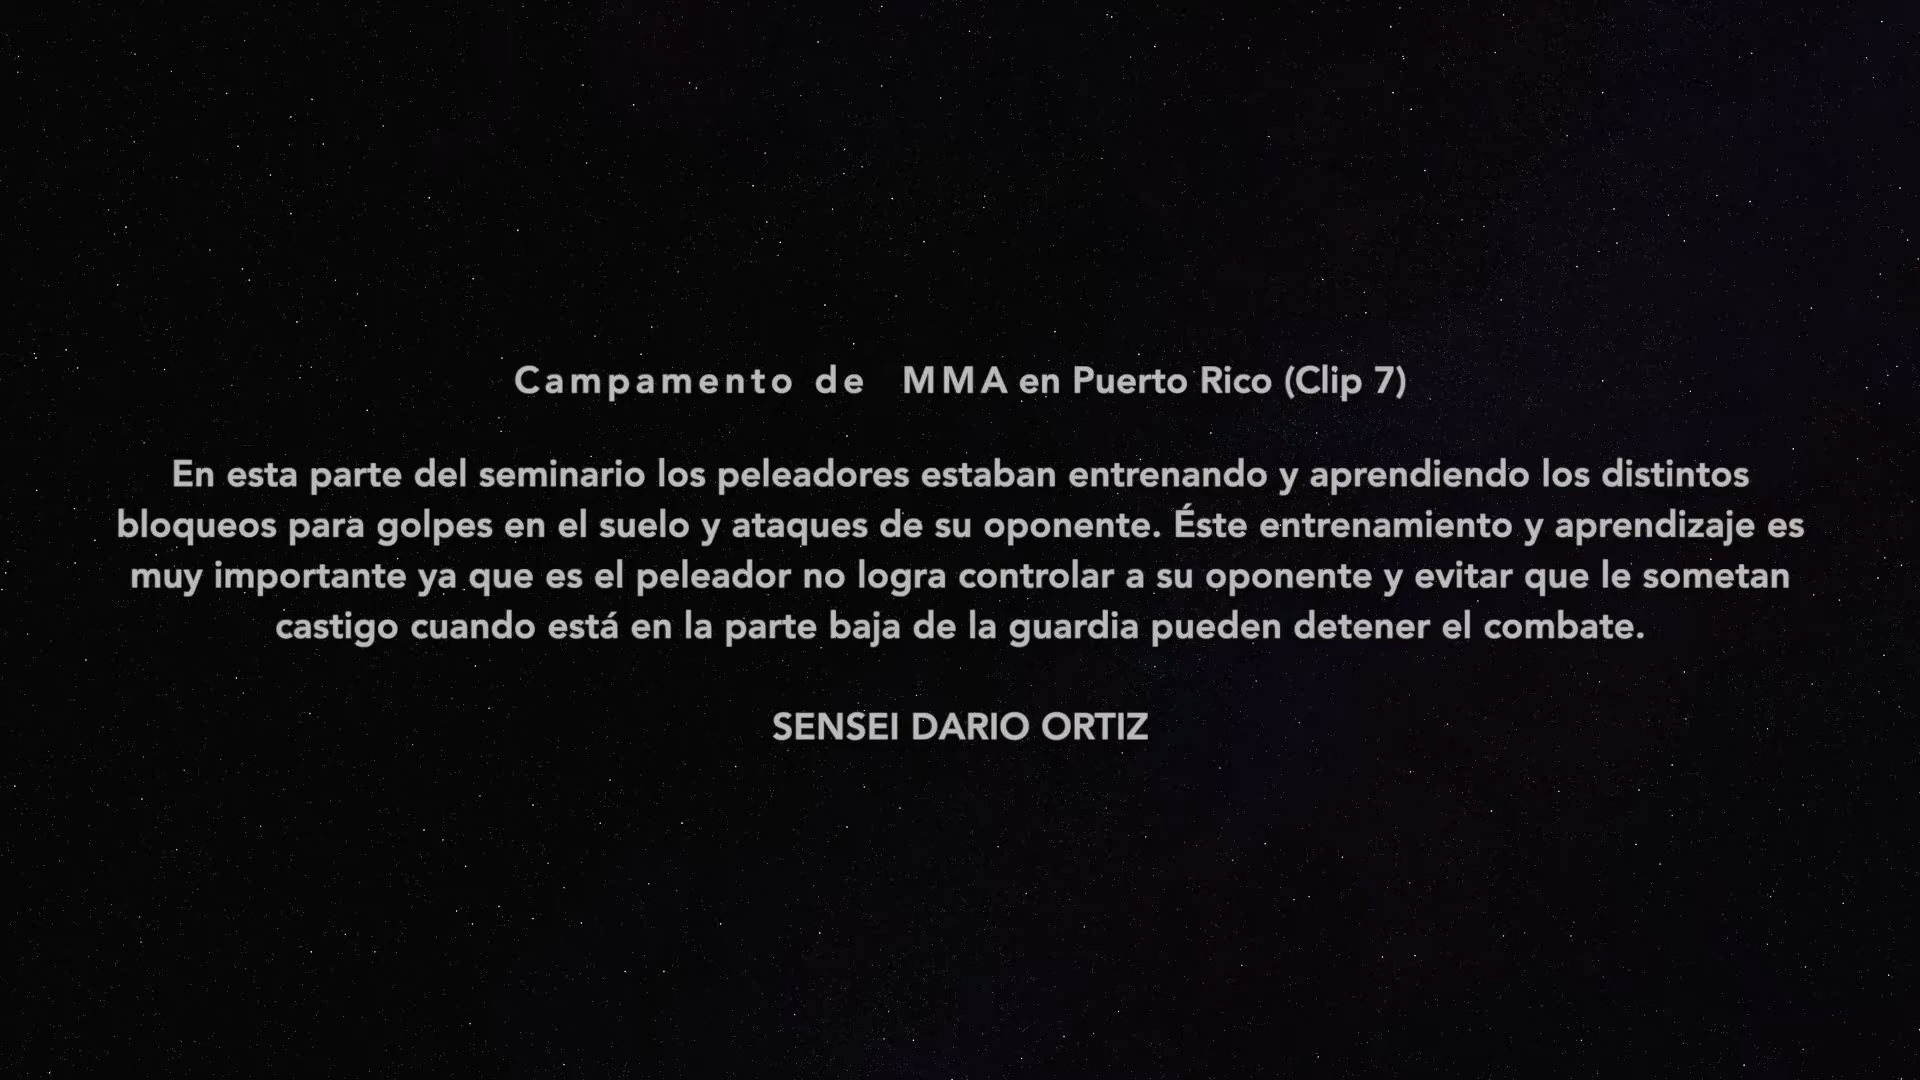 Campamento de MMA en Puerto Rico (Clip 7)
En esta parte del seminario los peleadores estaban entrenando y aprendiendo los distintos
bloqueos para golpes en el suelo y ataques de su oponente. Éste entrenamiento y aprendizaje es
muy importante ya que es el peleador no logra controlar a su oponente y evitar que le sometan
castigo cuando está en la parte baja de la guardia pueden detener el combate.
SENSEI DARIO ORTIZ